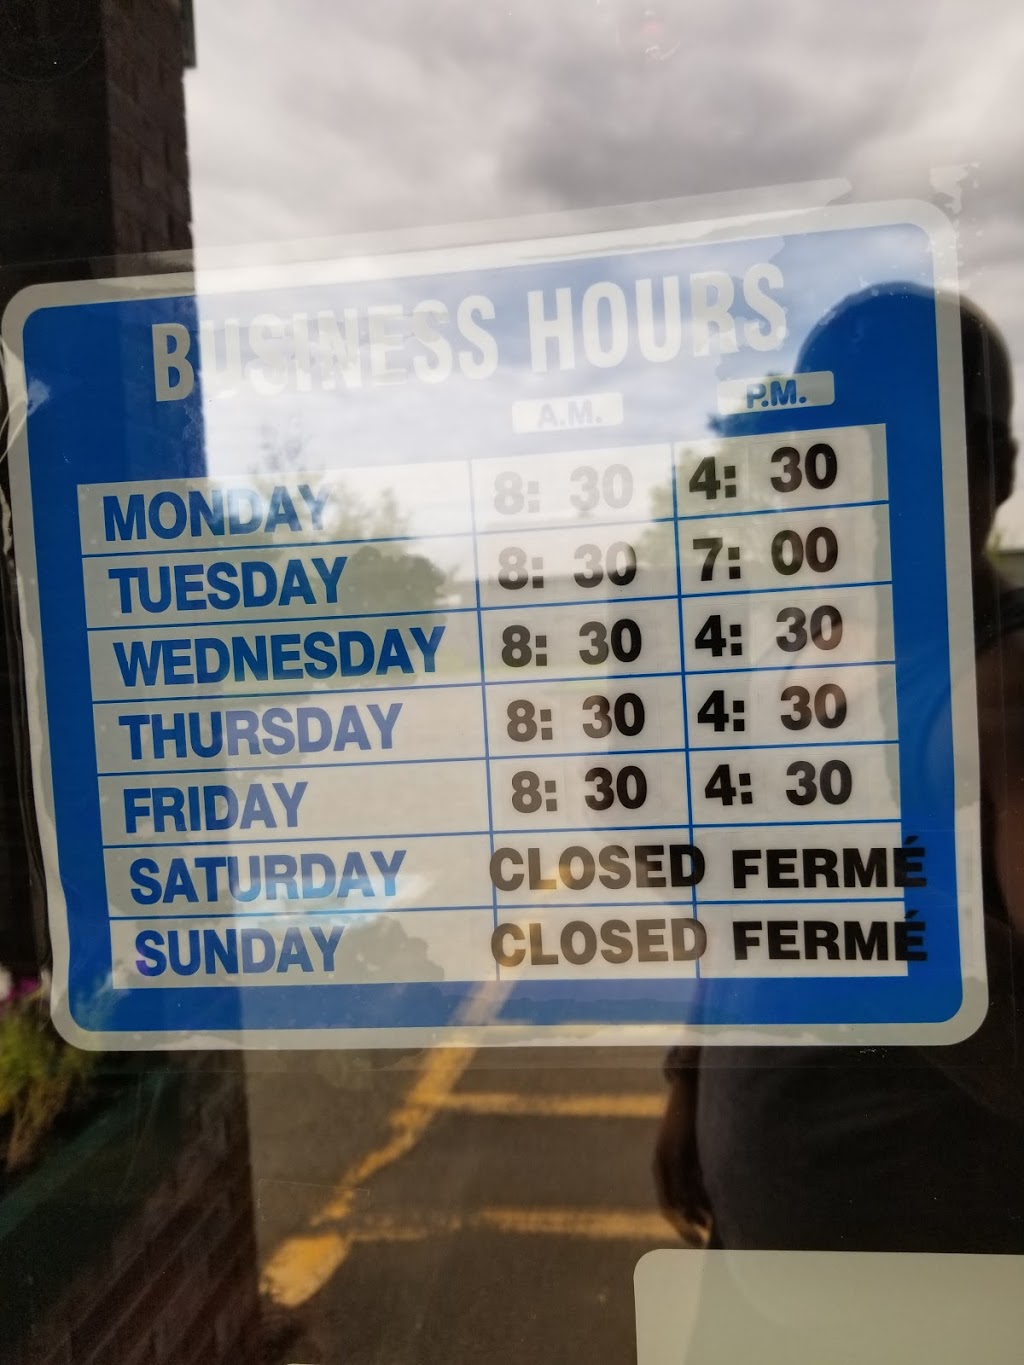 BUSINESS HOURS
A.M. P.M.
MONDAY 8: 30 4: 30
TUESDAY 8: 30 7: 00
WEDNESDAY 8: 30 4: 30
THURSDAY 8: 30 4: 30
FRIDAY 8: 30 4: 30
SATURDAY CLOSED FERMÉ
SUNDAY CLOSED FERMÉ